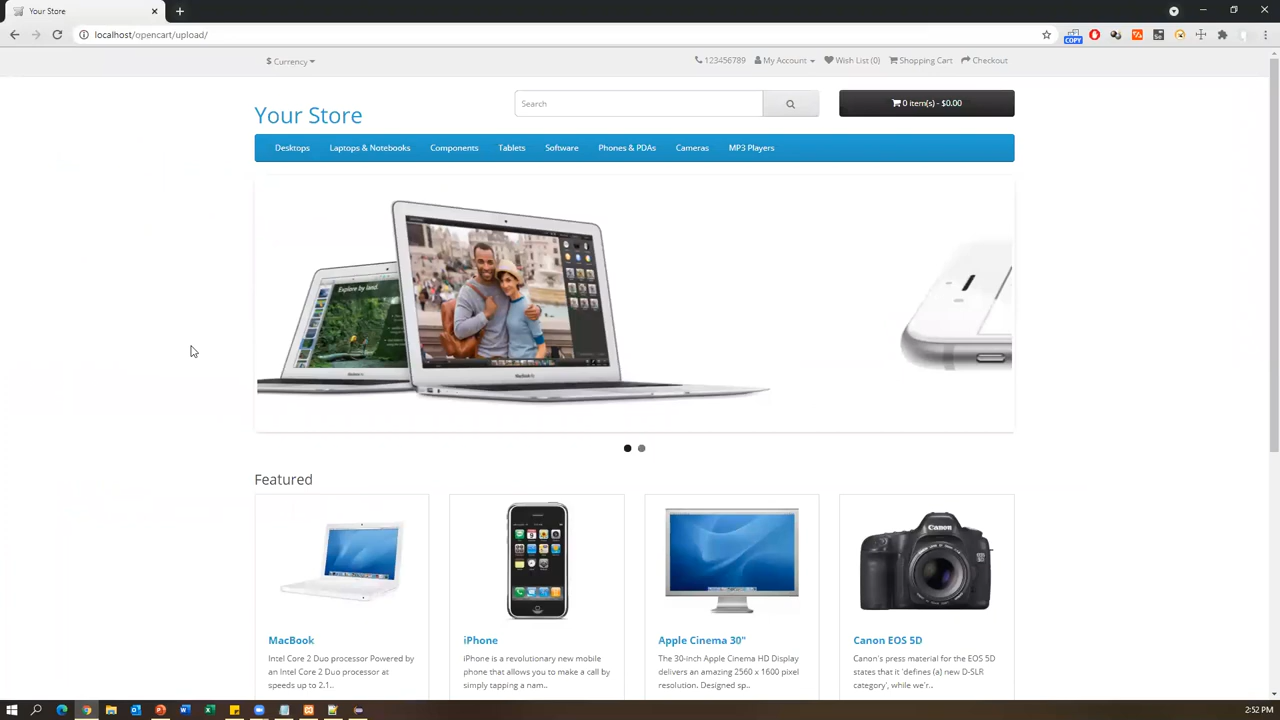 Your Store
localhost/opencart/upload/
COPY
$ Currency
123456789 My Account Wish List (0) Shopping Cart Checkout
Your Store
Search
0 item(s) - $0.00
Desktops Laptops & Notebooks Components Tablets Software Phones & PDAs Cameras MP3 Players
Explore by land.
Featured
Canon
MacBook
Intel Core 2 Duo processor Powered by
an Intel Core 2 Duo processor at
speeds up to 2.1..
iPhone
iPhone is a revolutionary new mobile
phone that allows you to make a call by
simply tapping a nam..
Apple Cinema 30"
The 30-inch Apple Cinema HD Display
delivers an amazing 2560 x 1600 pixel
resolution. Designed sp..
Canon EOS 5D
Canon's press material for the EOS 5D
states that it 'defines (a) new D-SLR
category', while we'r..
2:52 PM